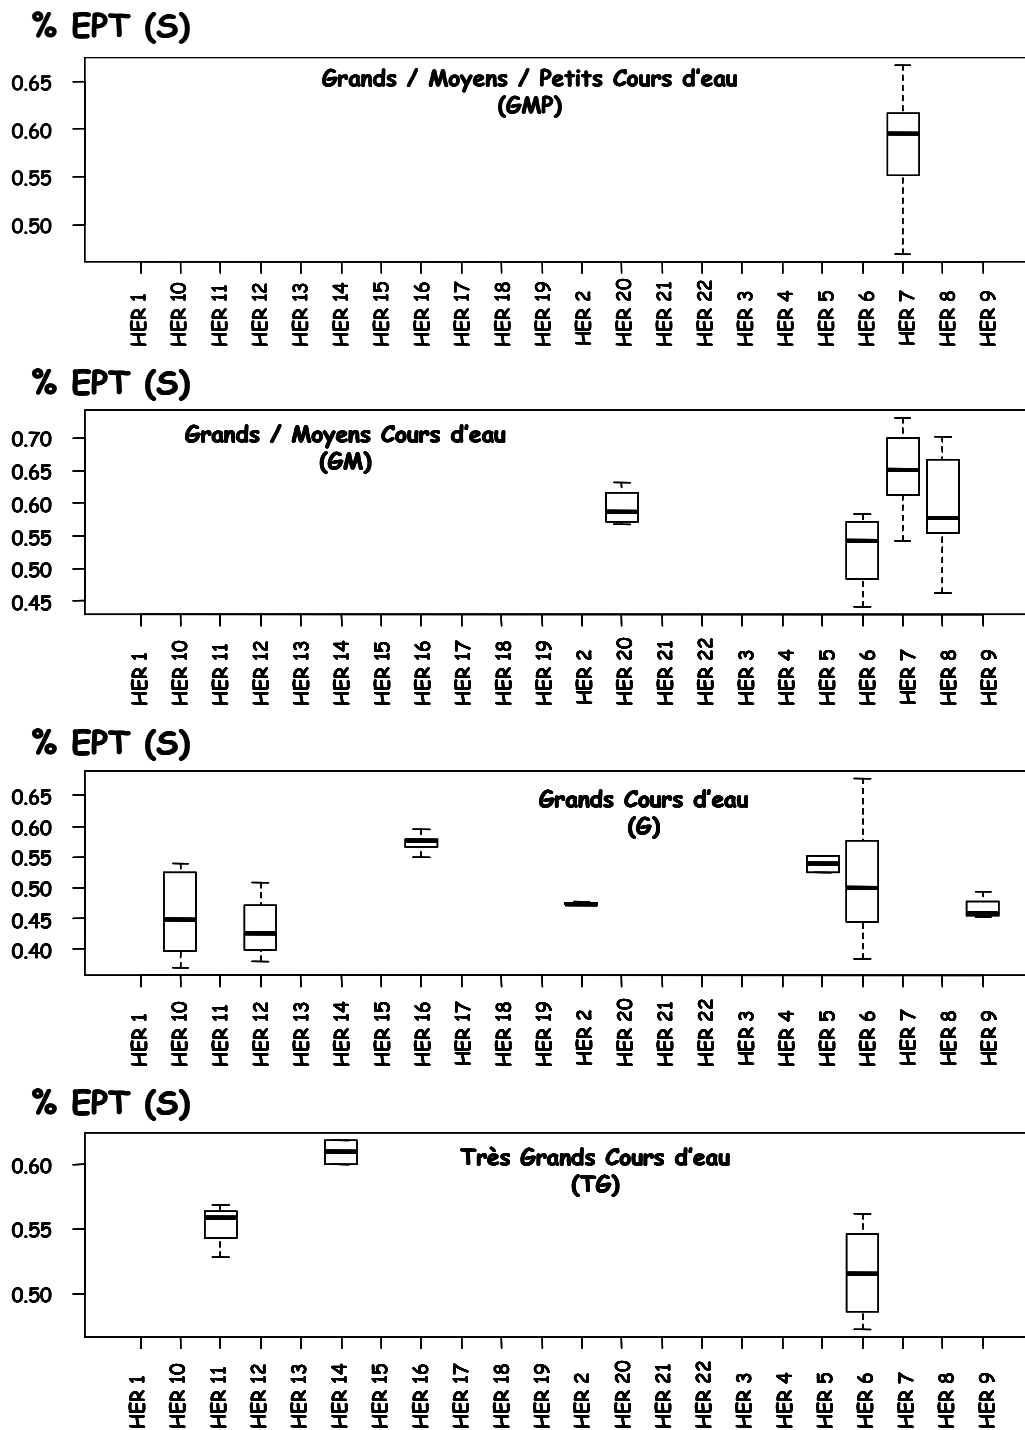 % EPT (S)
Grands / Moyens / Petits Cours d'eau
(GMP)
0.65
0.60
0.55
0.50
HER 1 HER 10 HER 11 HER 12 HER 13 HER 14 HER 15 HER 16 HER 17 HER 18 HER 19 HER 2 HER 20 HER 21 HER 22 HER 3 HER 4 HER 5 HER 6 HER 7 HER 8 HER 9
% EPT (S)
Grands / Moyens Cours d'eau
(GM)
0.70
0.65
0.60
0.55
0.50
0.45
HER 1 HER 10 HER 11 HER 12 HER 13 HER 14 HER 15 HER 16 HER 17 HER 18 HER 19 HER 2 HER 20 HER 21 HER 22 HER 3 HER 4 HER 5 HER 6 HER 7 HER 8 HER 9
% EPT (S)
Grands Cours d'eau
(G)
0.65
0.60
0.55
0.50
0.45
0.40
HER 1 HER 10 HER 11 HER 12 HER 13 HER 14 HER 15 HER 16 HER 17 HER 18 HER 19 HER 2 HER 20 HER 21 HER 22 HER 3 HER 4 HER 5 HER 6 HER 7 HER 8 HER 9
% EPT (S)
Très Grands Cours d'eau
(TG)
0.60
0.55
0.50
HER 1 HER 10 HER 11 HER 12 HER 13 HER 14 HER 15 HER 16 HER 17 HER 18 HER 19 HER 2 HER 20 HER 21 HER 22 HER 3 HER 4 HER 5 HER 6 HER 7 HER 8 HER 9